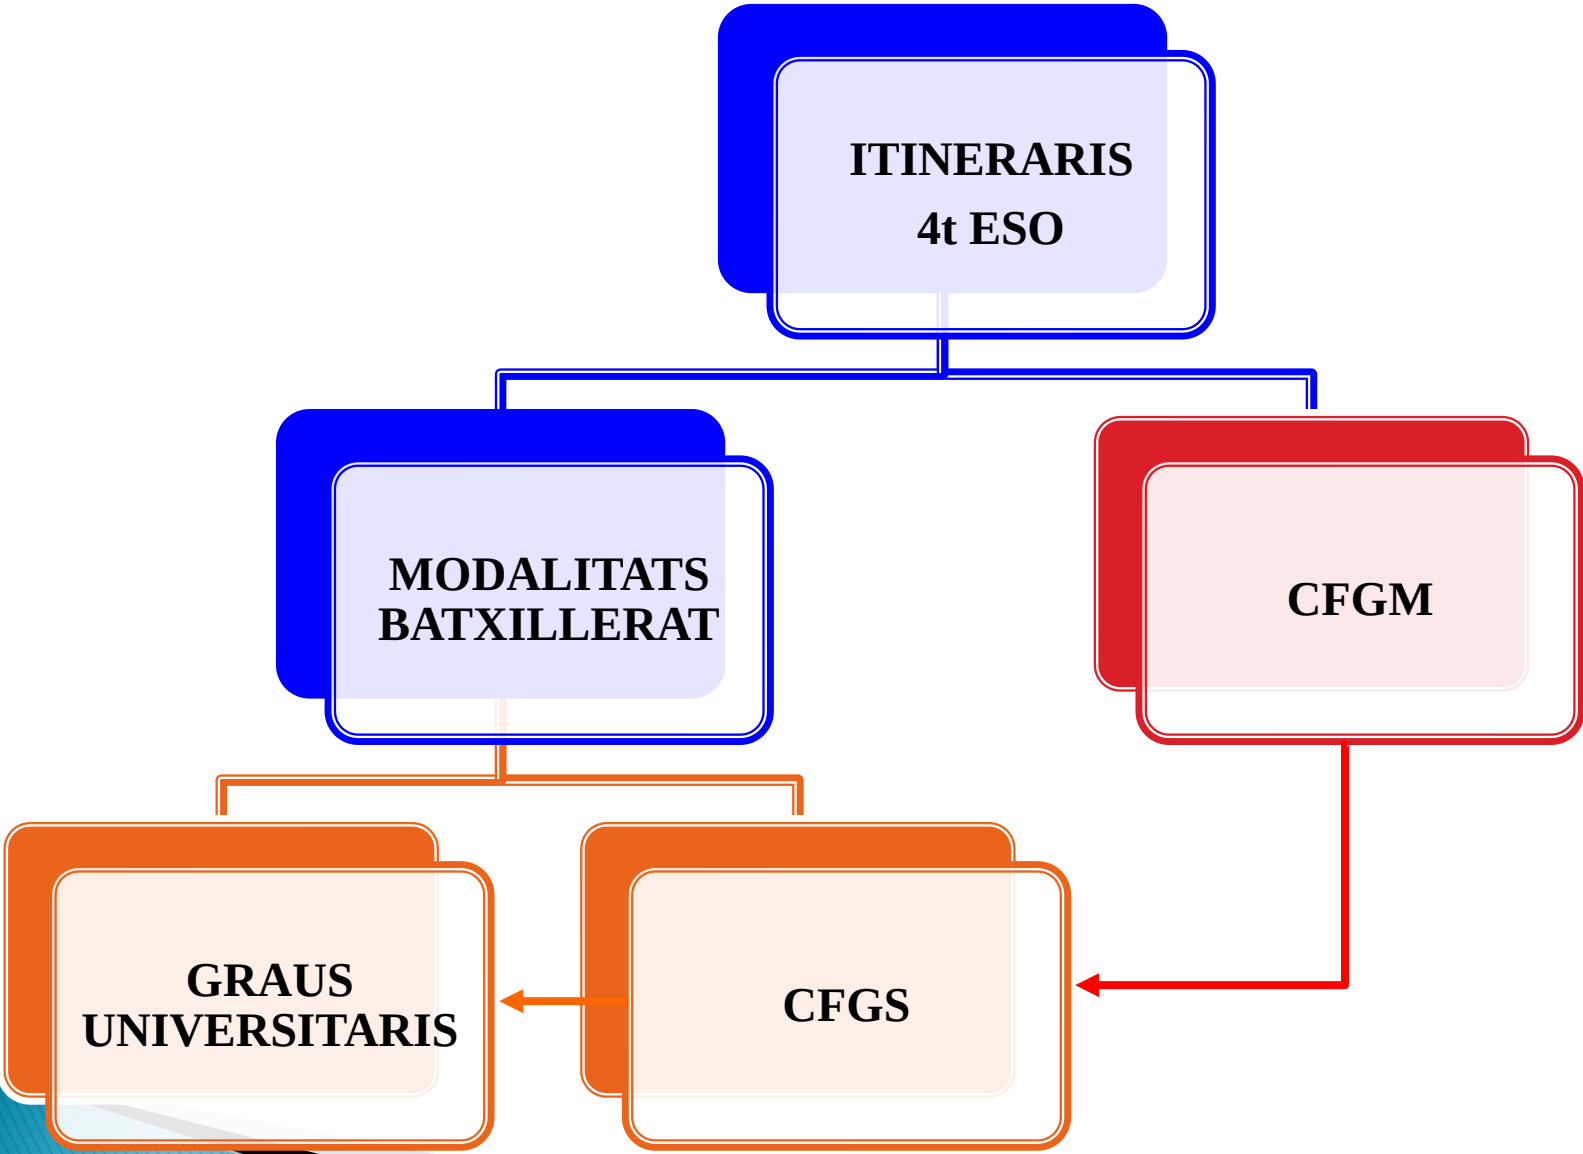 ITINERARIS
4t ESO
MODALITATS
BATXILLERAT
CFGM
GRAUS
UNIVERSITARIS
CFGS